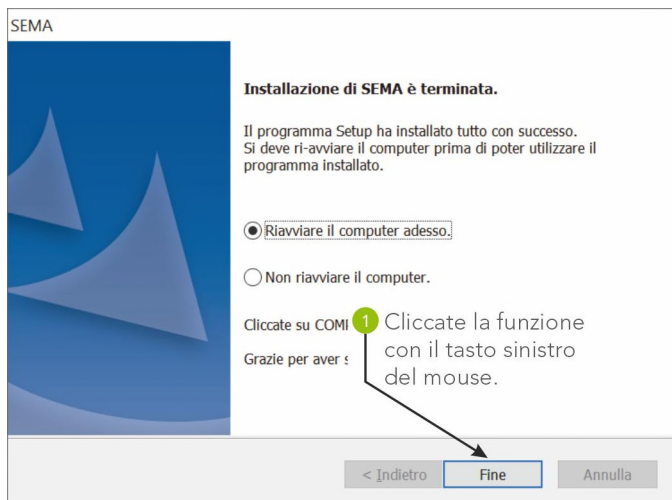 SEMA
Installazione di SEMA è terminata.
Il programma Setup ha installato tutto con successo.
Si deve ri-avviare il computer prima di poter utilizzare il
programma installato.
Riavviare il computer adesso.
Non riavviare il computer.
Cliccate su
Grazie per aver
1 Cliccate la funzione
con il tasto sinistro
del mouse.
< Indietro
Fine
Annulla